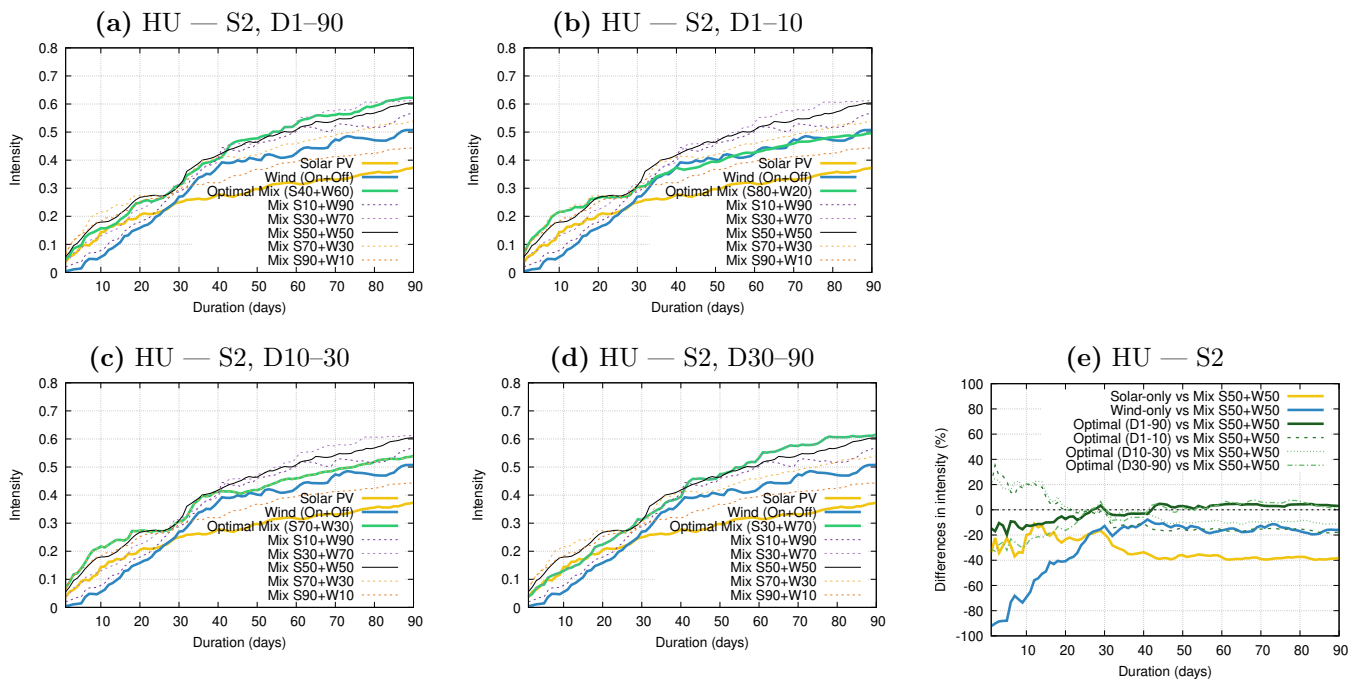 (a) HU — S2, D1–90
0.8
0.7
0.6
0.5
0.4
0.3
0.2
0.1
0
Intensity
Solar PV
Wind (On+Off)
Optimal Mix (S40+W60)
Mix S10+W90
Mix S30+W70
Mix S50+W50
Mix S70+W30
Mix S90+W10
10 20 30 40 50 60 70 80 90
Duration (days)
(b) HU — S2, D1–10
0.8
0.7
0.6
0.5
0.4
0.3
0.2
0.1
0
Intensity
Solar PV
Wind (On+Off)
Optimal Mix (S80+W20)
Mix S10+W90
Mix S30+W70
Mix S50+W50
Mix S70+W30
Mix S90+W10
10 20 30 40 50 60 70 80 90
Duration (days)
(c) HU — S2, D10–30
0.8
0.7
0.6
0.5
0.4
0.3
0.2
0.1
0
Intensity
Solar PV
Wind (On+Off)
Optimal Mix (S70+W30)
Mix S10+W90
Mix S30+W70
Mix S50+W50
Mix S70+W30
Mix S90+W10
10 20 30 40 50 60 70 80 90
Duration (days)
(d) HU — S2, D30–90
0.8
0.7
0.6
0.5
0.4
0.3
0.2
0.1
0
Intensity
Solar PV
Wind (On+Off)
Optimal Mix (S30+W70)
Mix S10+W90
Mix S30+W70
Mix S50+W50
Mix S70+W30
Mix S90+W10
10 20 30 40 50 60 70 80 90
Duration (days)
(e) HU — S2
100
80
60
40
20
0
-20
-40
-60
-80
-100
Differences in intensity (%)
Solar-only vs Mix S50+W50
Wind-only vs Mix S50+W50
Optimal (D1-90) vs Mix S50+W50
Optimal (D1-10) vs Mix S50+W50
Optimal (D10-30) vs Mix S50+W50
Optimal (D30-90) vs Mix S50+W50
10 20 30 40 50 60 70 80 90
Duration (days)